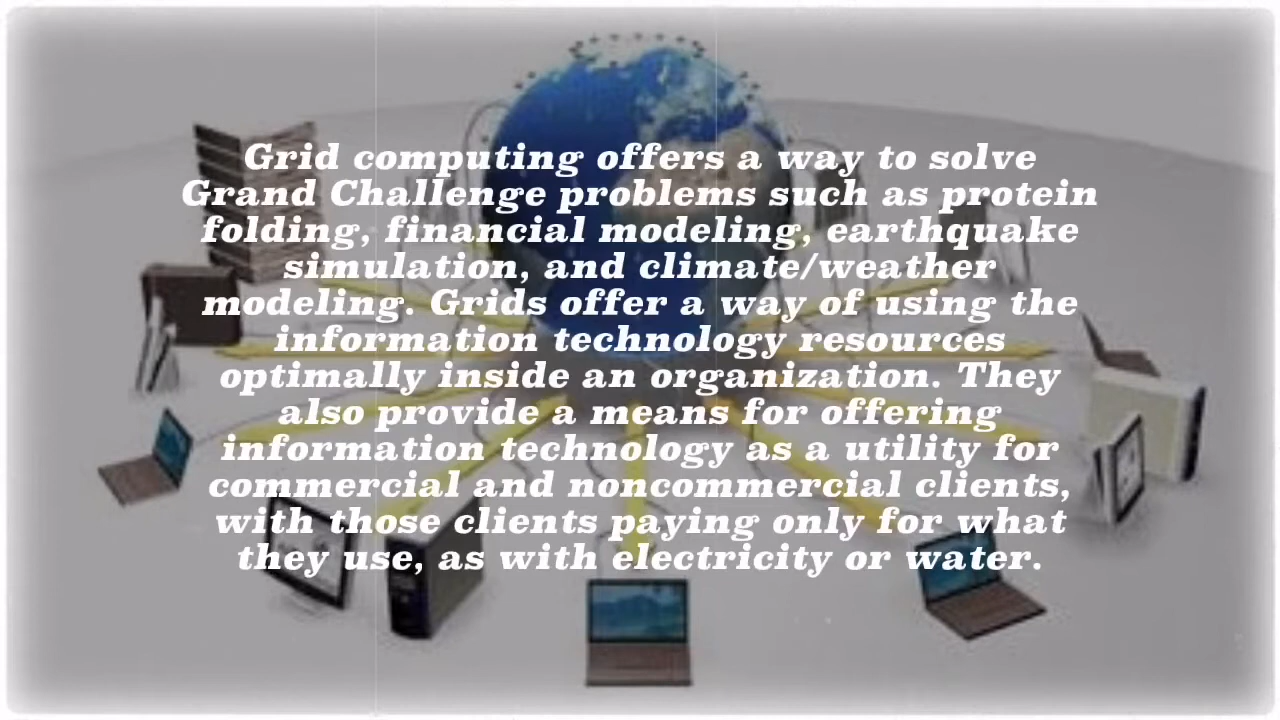 Grid computing offers a way to solve
Grand Challenge problems such as protein
folding, financial modeling, earthquake
simulation, and climate/weather
modeling. Grids offer a way of using the
information technology resources
optimally inside an organization. They
also provide a means for offering
information technology as a utility for
commercial and noncommercial clients,
with those clients paying only for what
they use, as with electricity or water.